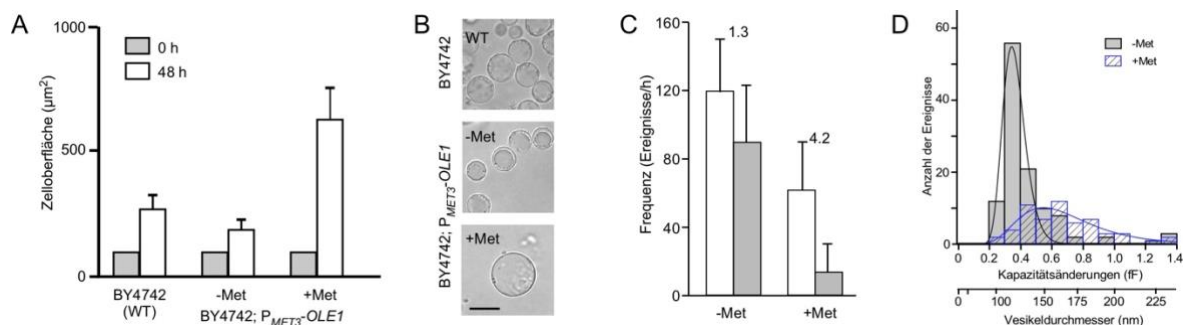 A
1000
500
0
Zelloberfläche (µm²)
0 h
48 h
BY4742
(WT)
-Met
+Met
BY4742; P_MET3-OLE1
B
BY4742
BY4742; P_MET3-OLE1
WT
-Met
+Met
C
160
120
80
40
0
Frequenz (Ereignisse/h)
1.3
4.2
-Met
+Met
D
-Met
+Met
60
40
20
0
Anzahl der Ereignisse
0 0.2 0.4 0.6 0.8 1.0 1.2 1.4
Kapazitätsänderungen (fF)
0 100 150 175 200 225
Vesikeldurchmesser (nm)